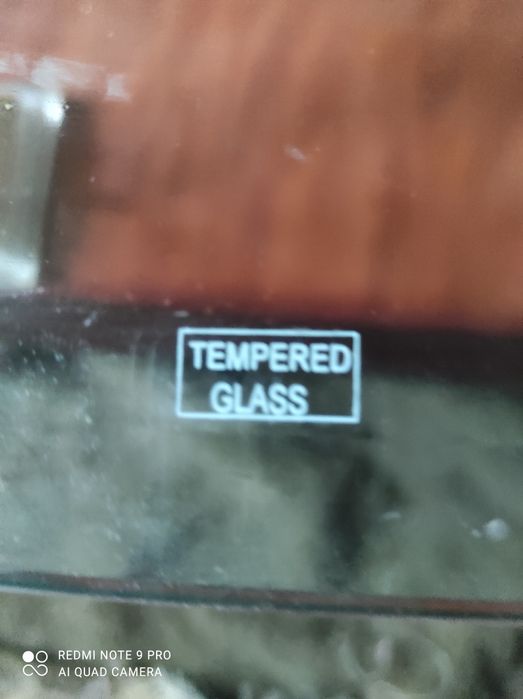 TEMPERED
GLASS
REDMI NOTE 9 PRO
AI QUAD CAMERA